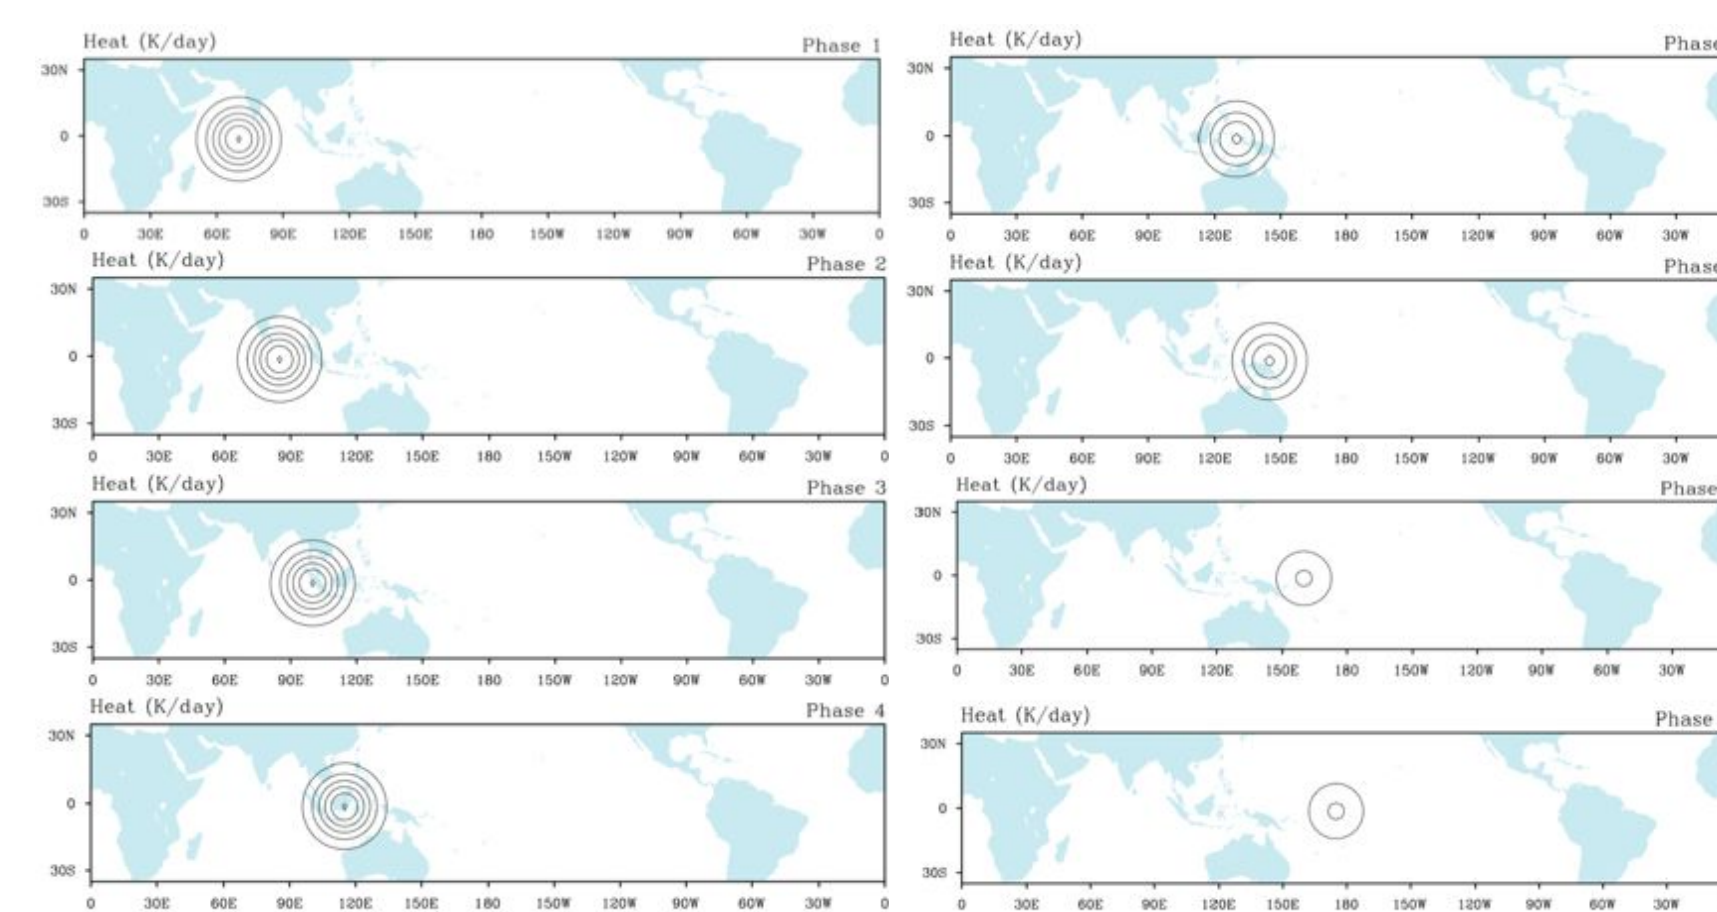 Heat (K/day) Phase 1
30N
0
30S
0 30E 60E 90E 120E 150E 180 150W 120W 90W 60W 30W 0
Heat (K/day) Phase 2
30N
0
30S
0 30E 60E 90E 120E 150E 180 150W 120W 90W 60W 30W 0
Heat (K/day) Phase 3
30N
0
30S
0 30E 60E 90E 120E 150E 180 150W 120W 90W 60W 30W 0
Heat (K/day) Phase 4
30N
0
30S
0 30E 60E 90E 120E 150E 180 150W 120W 90W 60W 30W 0
Heat (K/day) Phase
30N
0
30S
0 30E 60E 90E 120E 150E 180 150W 120W 90W 60W 30W
Heat (K/day) Phase
30N
0
30S
0 30E 60E 90E 120E 150E 180 150W 120W 90W 60W 30W
Heat (K/day) Phase
30N
0
30S
0 30E 60E 90E 120E 150E 180 150W 120W 90W 60W 30W
Heat (K/day) Phase
30N
0
30S
0 30E 60E 90E 120E 150E 180 150W 120W 90W 60W 30W